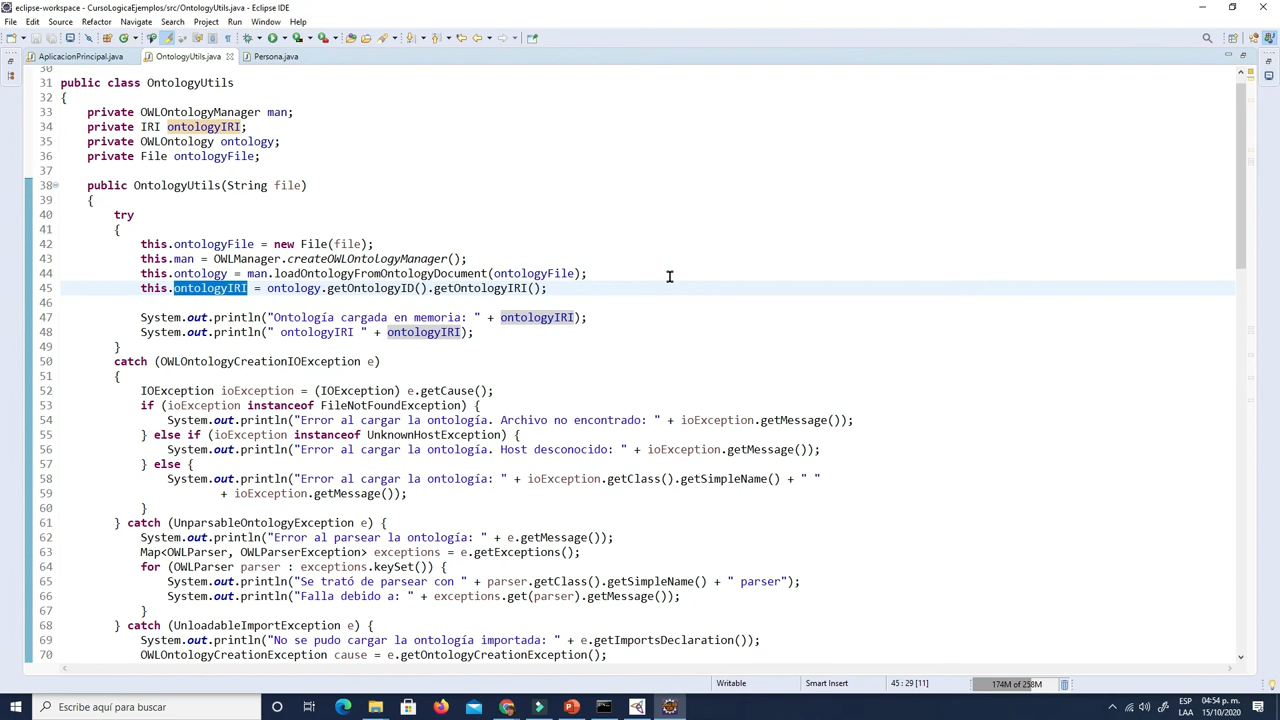 eclipse-workspace - CursoLogicaEjemplos/src/OntologyUtils.java - Eclipse IDE
File Edit Source Refactor Navigate Search Project Run Window Help
AplicacionPrincipal.java OntologyUtils.java Persona.java
30
31 public class OntologyUtils
32 {
33 private OWLOntologyManager man;
34 private IRI ontologyIRI;
35 private OWLOntology ontology;
36 private File ontologyFile;
37
38 public OntologyUtils(String file)
39 {
40 try
41 {
42 this.ontologyFile = new File(file);
43 this.man = OWLManager.createOWLOntologyManager();
44 this.ontology = man.loadOntologyFromOntologyDocument(ontologyFile);
45 this.ontologyIRI = ontology.getOntologyID().getOntologyIRI();
46
47 System.out.println("Ontología cargada en memoria: " + ontologyIRI);
48 System.out.println(" ontologyIRI " + ontologyIRI);
49 }
50 catch (OWLOntologyCreationIOException e)
51 {
52 IOException ioException = (IOException) e.getCause();
53 if (ioException instanceof FileNotFoundException) {
54 System.out.println("Error al cargar la ontología. Archivo no encontrado: " + ioException.getMessage());
55 } else if (ioException instanceof UnknownHostException) {
56 System.out.println("Error al cargar la ontología. Host desconocido: " + ioException.getMessage());
57 } else {
58 System.out.println("Error al cargar la ontología: " + ioException.getClass().getSimpleName() + " "
59 + ioException.getMessage());
60 }
61 } catch (UnparsableOntologyException e) {
62 System.out.println("Error al parsear la ontología: " + e.getMessage());
63 Map<OWLParser, OWLParserException> exceptions = e.getExceptions();
64 for (OWLParser parser : exceptions.keySet()) {
65 System.out.println("Se trató de parsear con " + parser.getClass().getSimpleName() + " parser");
66 System.out.println("Falla debido a: " + exceptions.get(parser).getMessage());
67 }
68 } catch (UnloadableImportException e) {
69 System.out.println("No se pudo cargar la ontología importada: " + e.getImportsDeclaration());
70 OWLOntologyCreationException cause = e.getOntologyCreationException();
Writable Smart Insert 45 : 29 [11] 174M of 258M
Escribe aquí para buscar
ESP 04:54 p. m.
LAA 15/10/2020